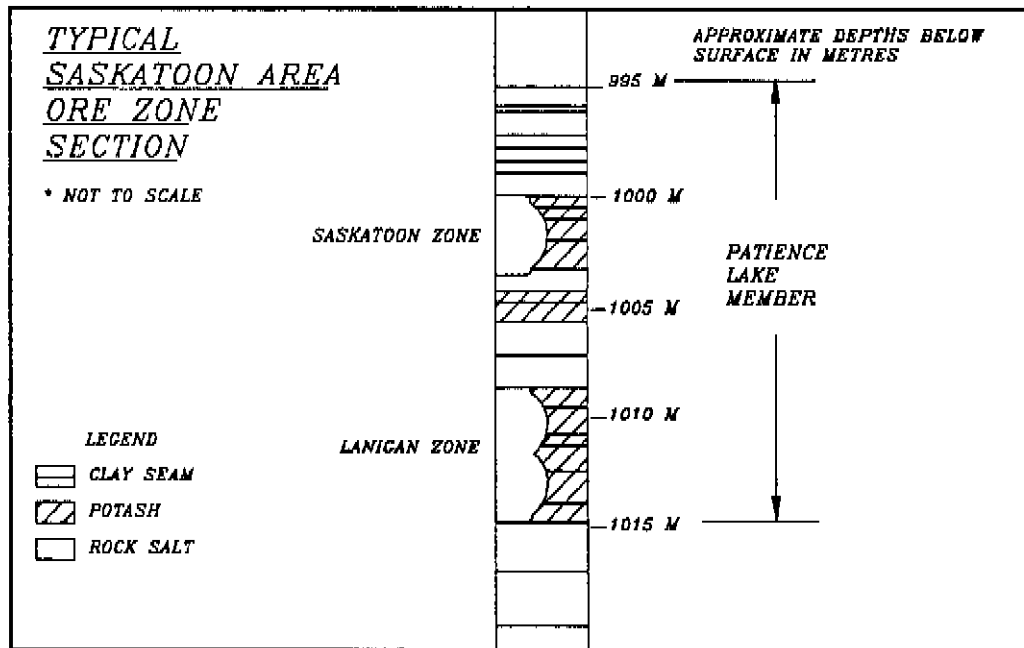 TYPICAL
SASKATOON AREA
ORE ZONE
SECTION
* NOT TO SCALE
APPROXIMATE DEPTHS BELOW
SURFACE IN METRES
995 M
1000 M
SASKATOON ZONE
PATIENCE
LAKE
MEMBER
1005 M
1010 M
LANIGAN ZONE
1015 M
LEGEND
CLAY SEAM
POTASH
ROCK SALT